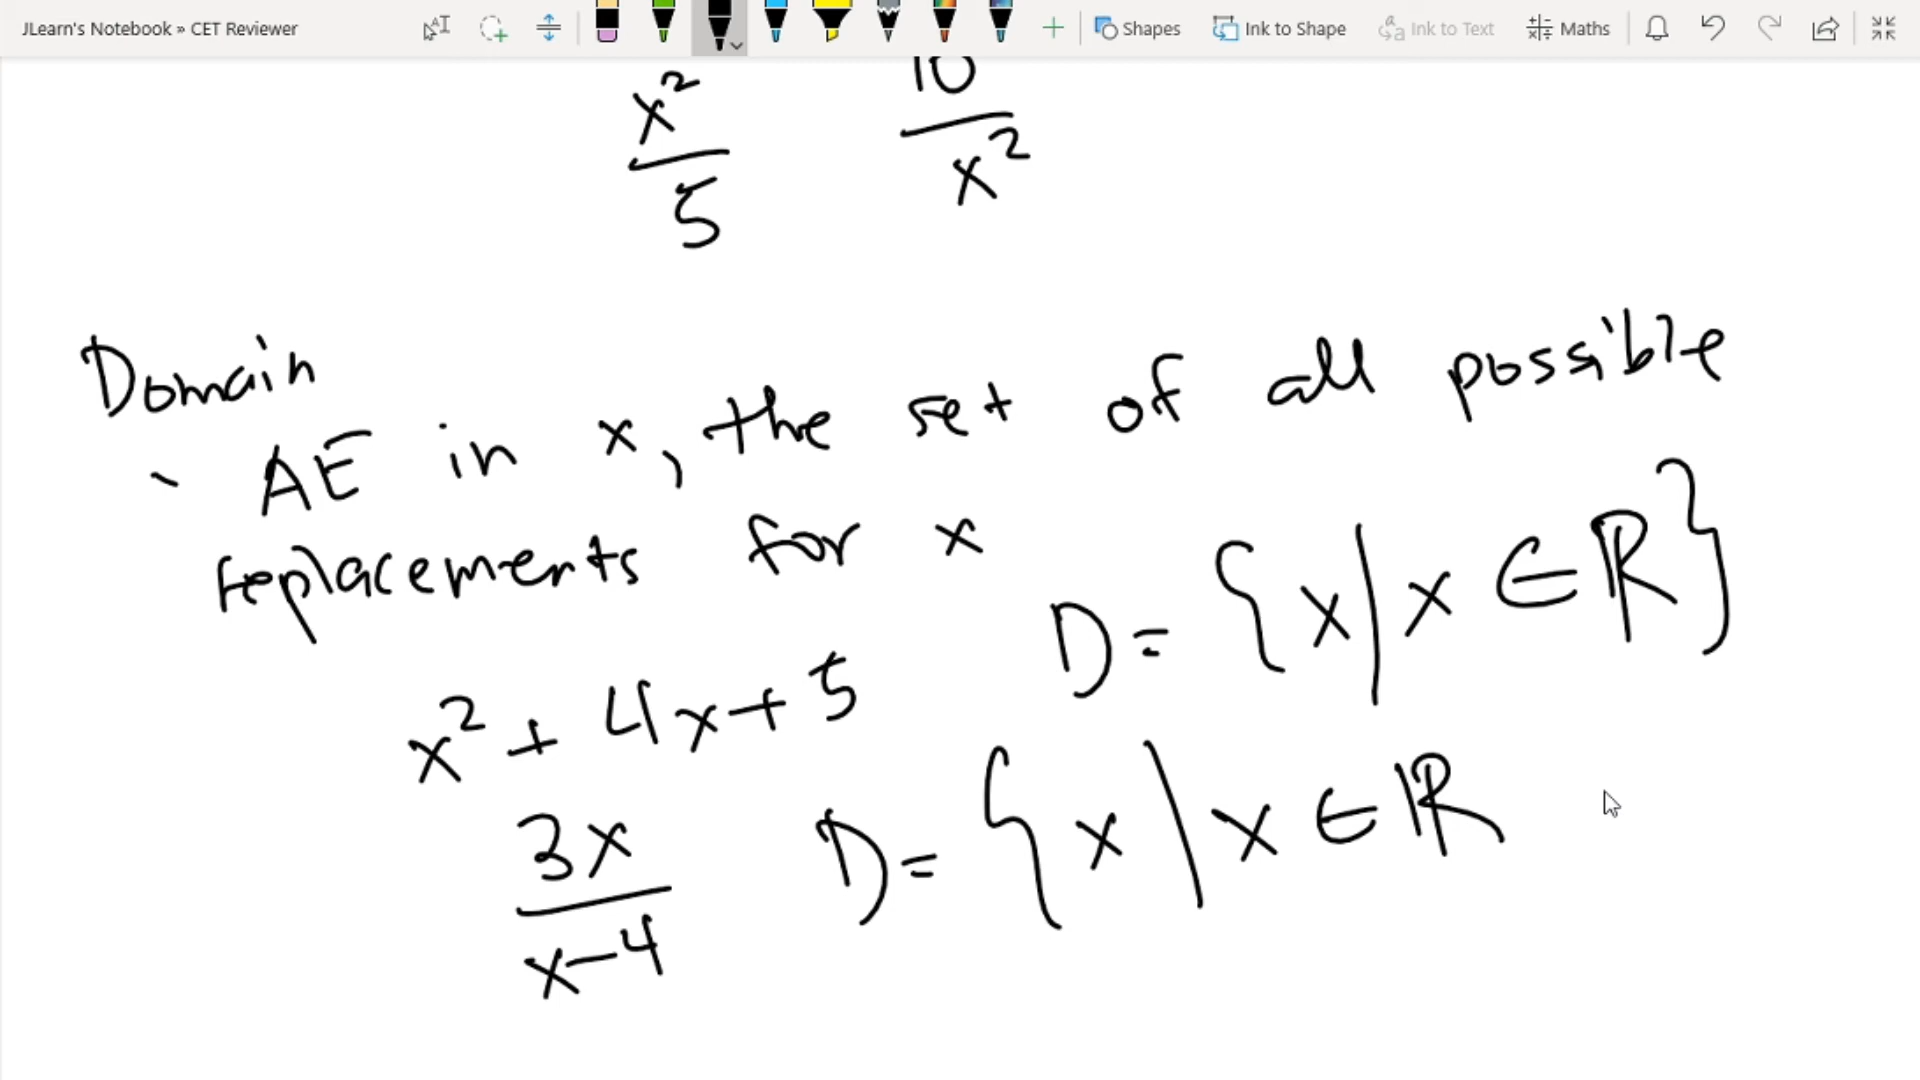 JLearn's Notebook » CET Reviewer
Shapes
Ink to Shape
Ink to Text
Maths
x²/5 10/x²
Domain
AE in x, the set of all possible
replacements for x
D = {x | x ∈ ℝ}
x² + 4x + 5
3x/(x-4) D = {x | x ∈ ℝ